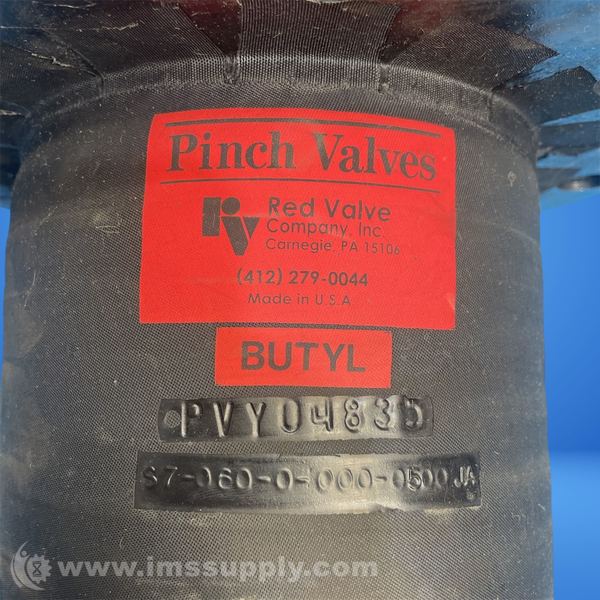 Pinch Valves
RV
Red Valve
Company, Inc.
Carnegie, PA 15106
(412) 279-0044
Made in U.S.A
BUTYL
PVY04835
S7-060-0-000-0500JA
www.imssupply.com